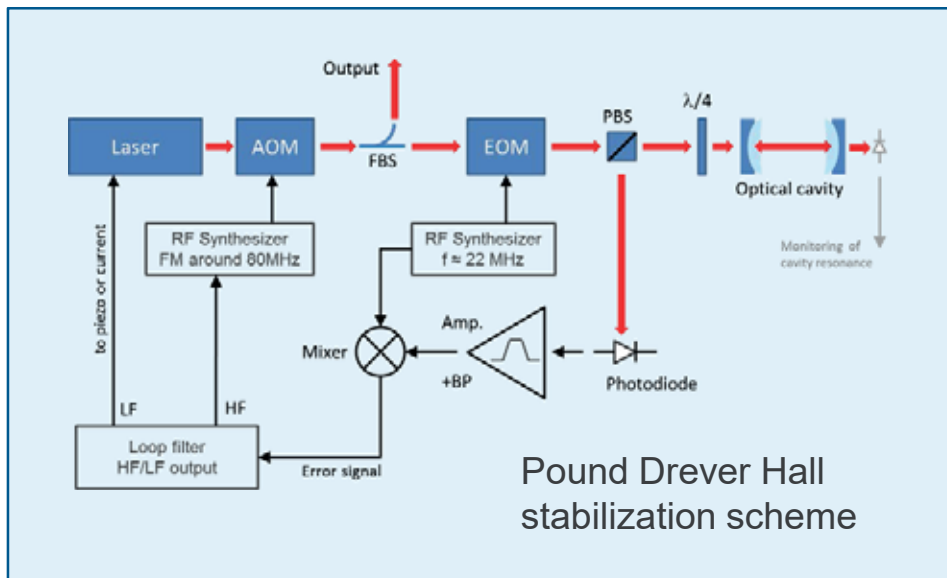 Output
λ/4
PBS
Laser
AOM
FBS
EOM
Optical cavity
RF Synthesizer
FM around 80MHz
RF Synthesizer
f ≈ 22 MHz
Monitoring of
cavity resonance
to piezo or current
Amp.
Mixer
+BP
Photodiode
LF
HF
Loop filter
HF/LF output
Error signal
Pound Drever Hall
stabilization scheme